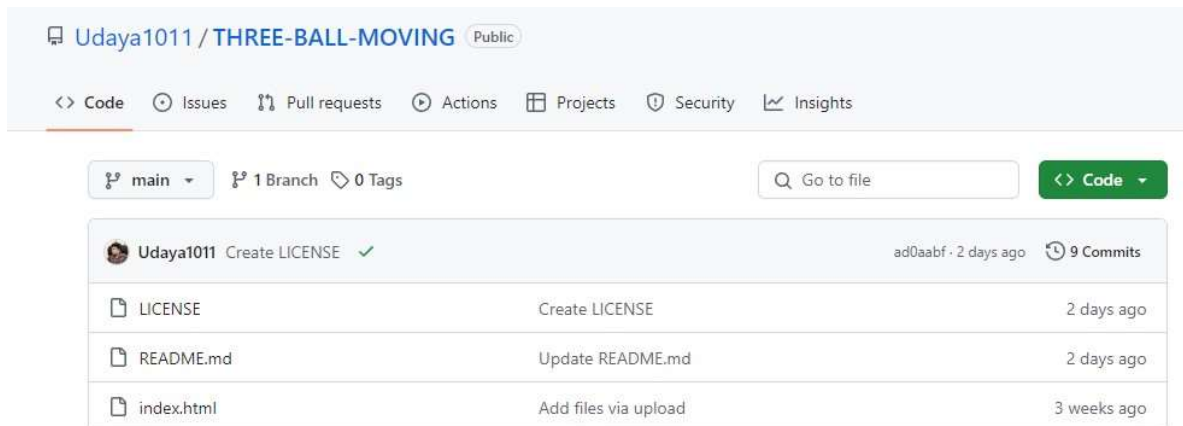 Udaya1011 / THREE-BALL-MOVING Public
Code Issues Pull requests Actions Projects Security Insights
main 1 Branch 0 Tags Go to file Code
Udaya1011 Create LICENSE ad0aabf · 2 days ago 9 Commits
LICENSE Create LICENSE 2 days ago
README.md Update README.md 2 days ago
index.html Add files via upload 3 weeks ago